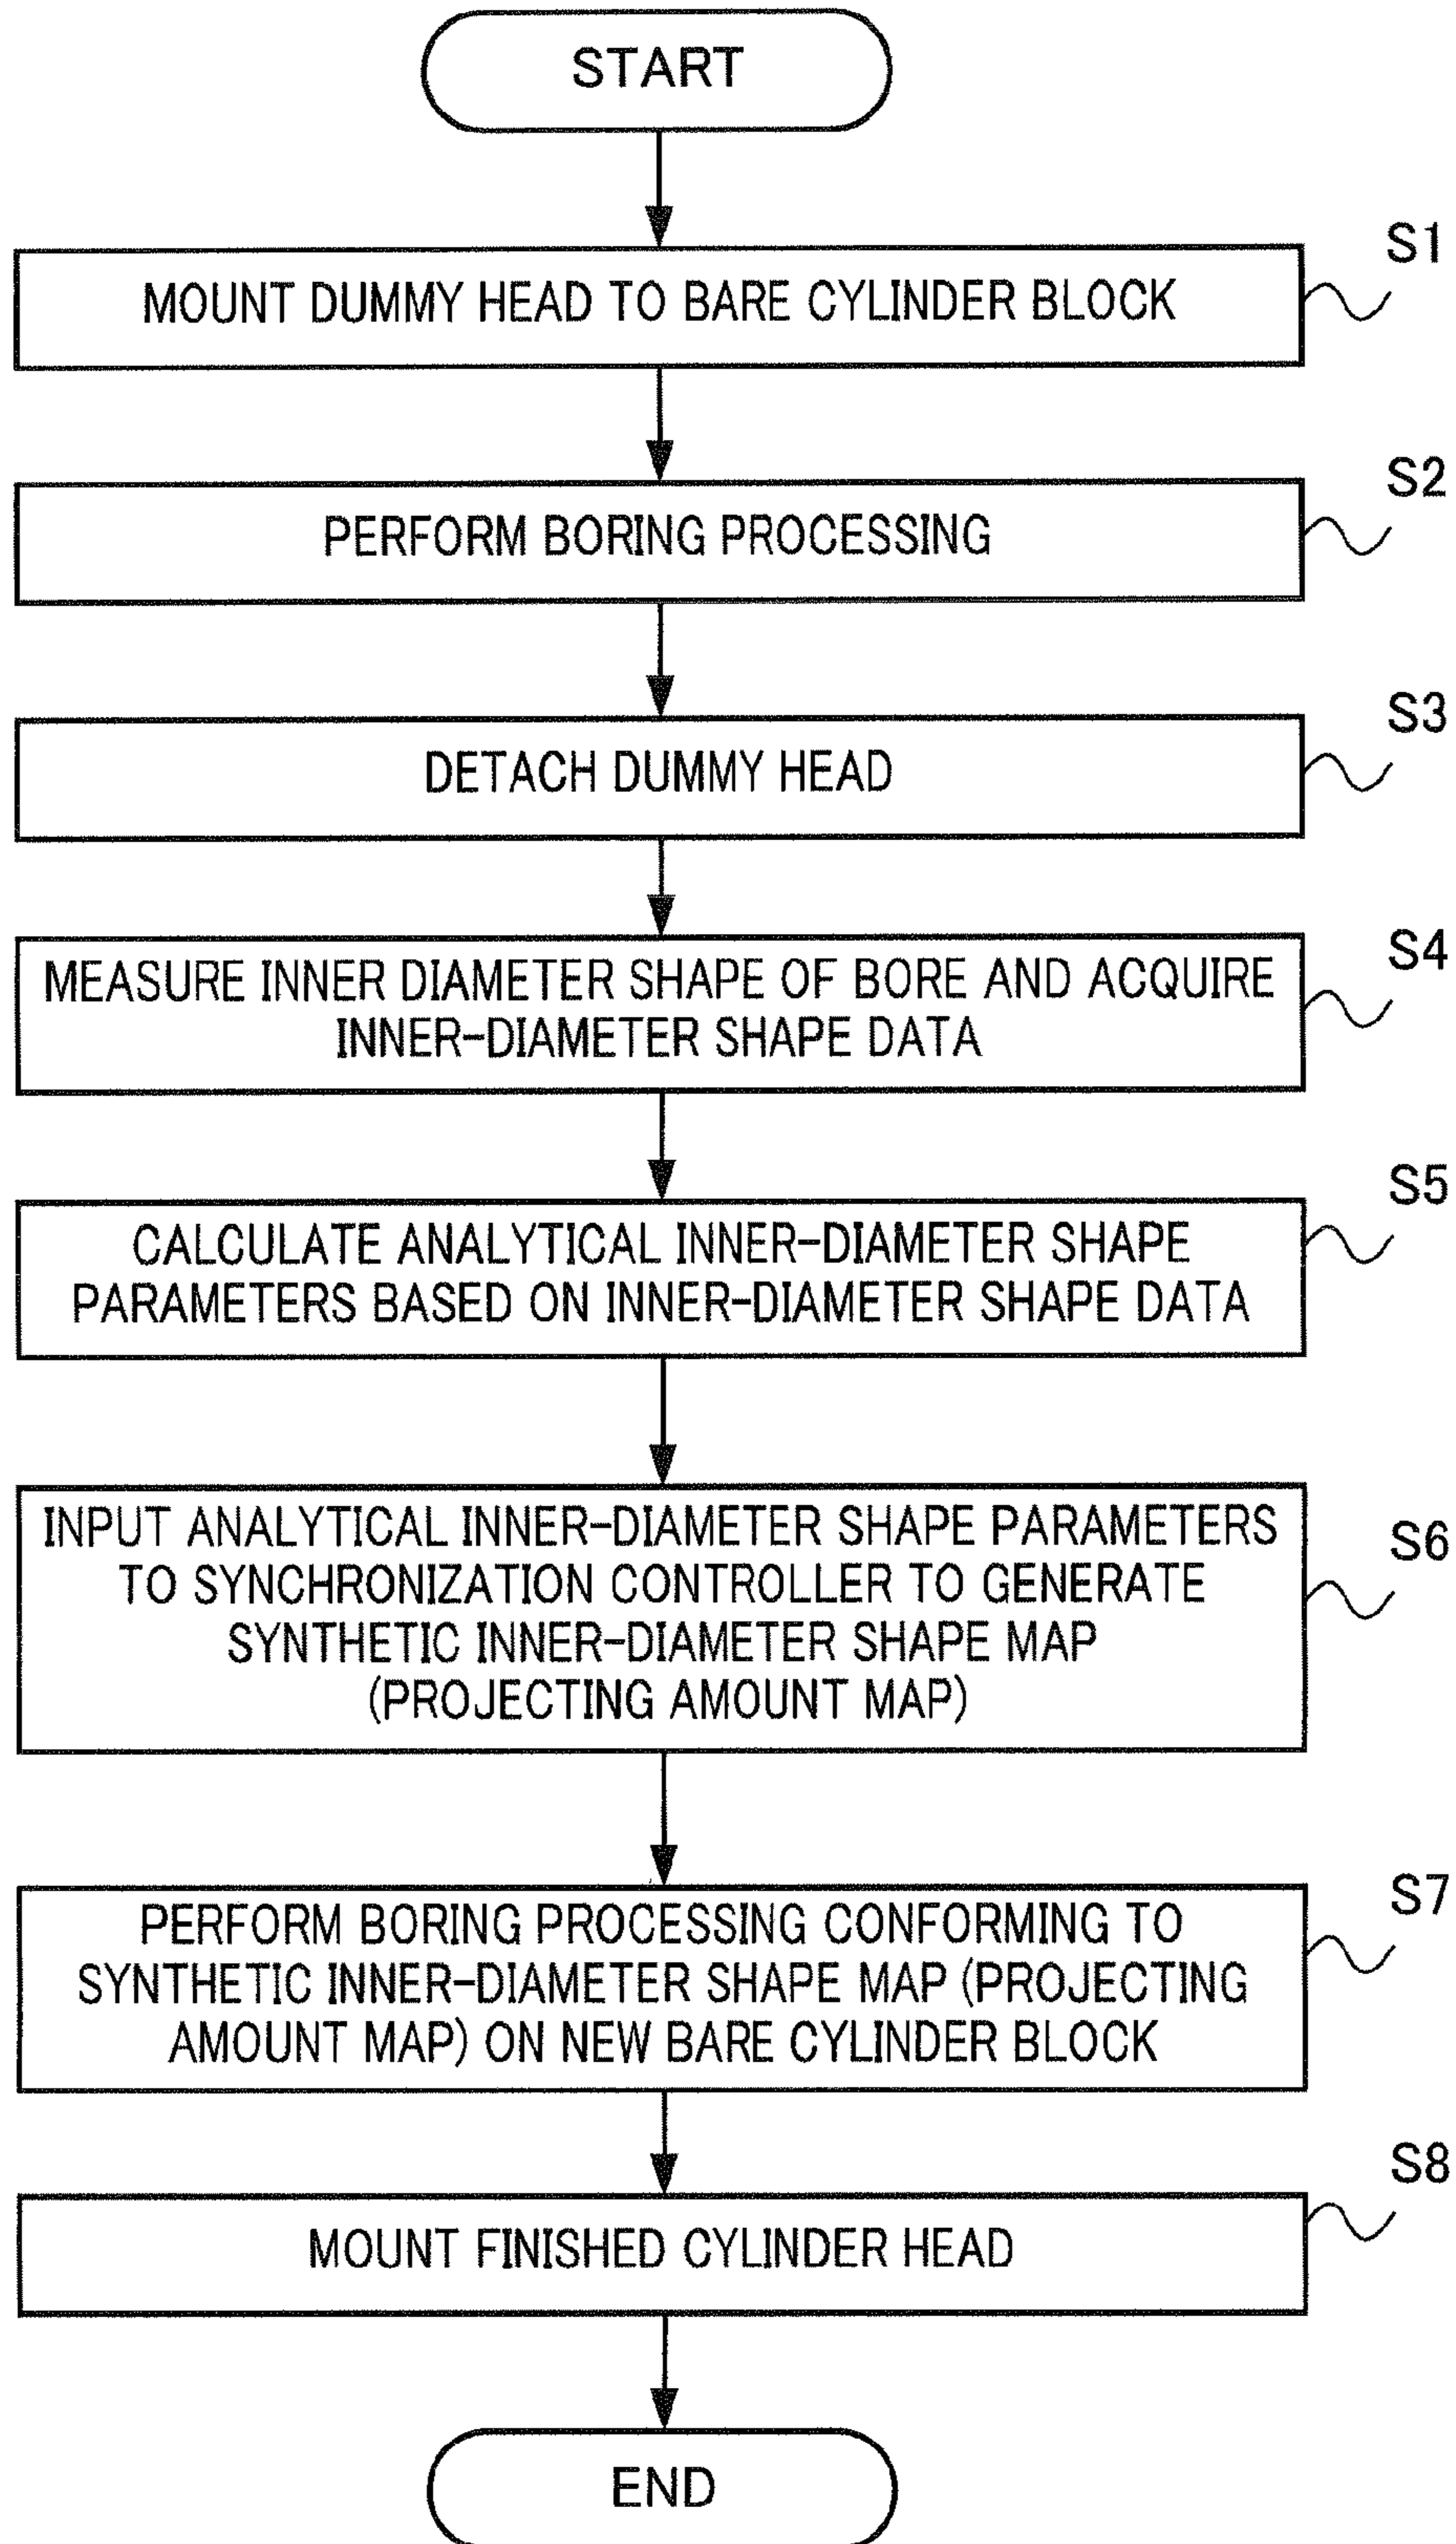 START
S1
MOUNT DUMMY HEAD TO BARE CYLINDER BLOCK
S2
PERFORM BORING PROCESSING
S3
DETACH DUMMY HEAD
S4
MEASURE INNER DIAMETER SHAPE OF BORE AND ACQUIRE
INNER-DIAMETER SHAPE DATA
S5
CALCULATE ANALYTICAL INNER-DIAMETER SHAPE
PARAMETERS BASED ON INNER-DIAMETER SHAPE DATA
S6
INPUT ANALYTICAL INNER-DIAMETER SHAPE PARAMETERS
TO SYNCHRONIZATION CONTROLLER TO GENERATE
SYNTHETIC INNER-DIAMETER SHAPE MAP
(PROJECTING AMOUNT MAP)
S7
PERFORM BORING PROCESSING CONFORMING TO
SYNTHETIC INNER-DIAMETER SHAPE MAP (PROJECTING
AMOUNT MAP) ON NEW BARE CYLINDER BLOCK
S8
MOUNT FINISHED CYLINDER HEAD
END